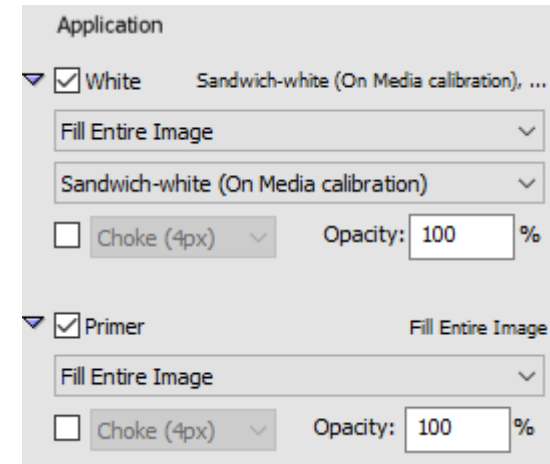 Application
White Sandwich-white (On Media calibration), ...
Fill Entire Image
Sandwich-white (On Media calibration)
Choke (4px) Opacity: 100 %
Primer Fill Entire Image
Fill Entire Image
Choke (4px) Opacity: 100 %